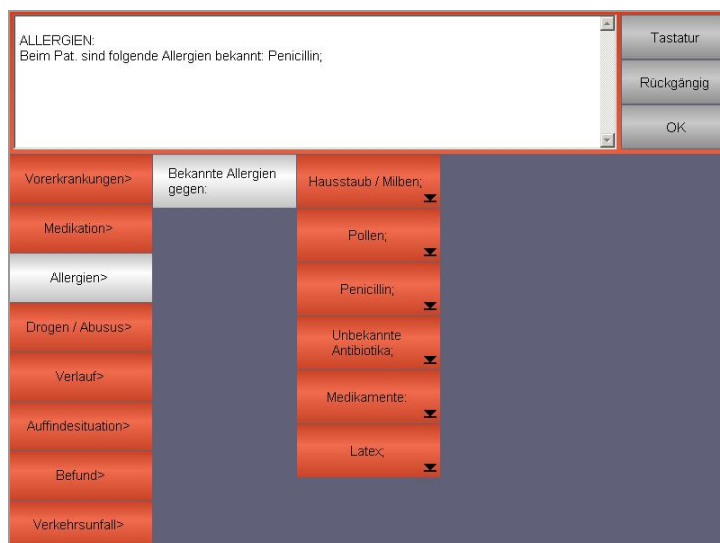 ALLERGIEN:
Beim Pat. sind folgende Allergien bekannt: Penicillin;
Tastatur
Rückgängig
OK
Vorerkrankungen>
Medikation>
Allergien>
Drogen / Abusus>
Verlauf>
Auffindesituation>
Befund>
Verkehrsunfall>
Bekannte Allergien
gegen:
Hausstaub / Milben;
Pollen;
Penicillin;
Unbekannte
Antibiotika;
Medikamente:
Latex;